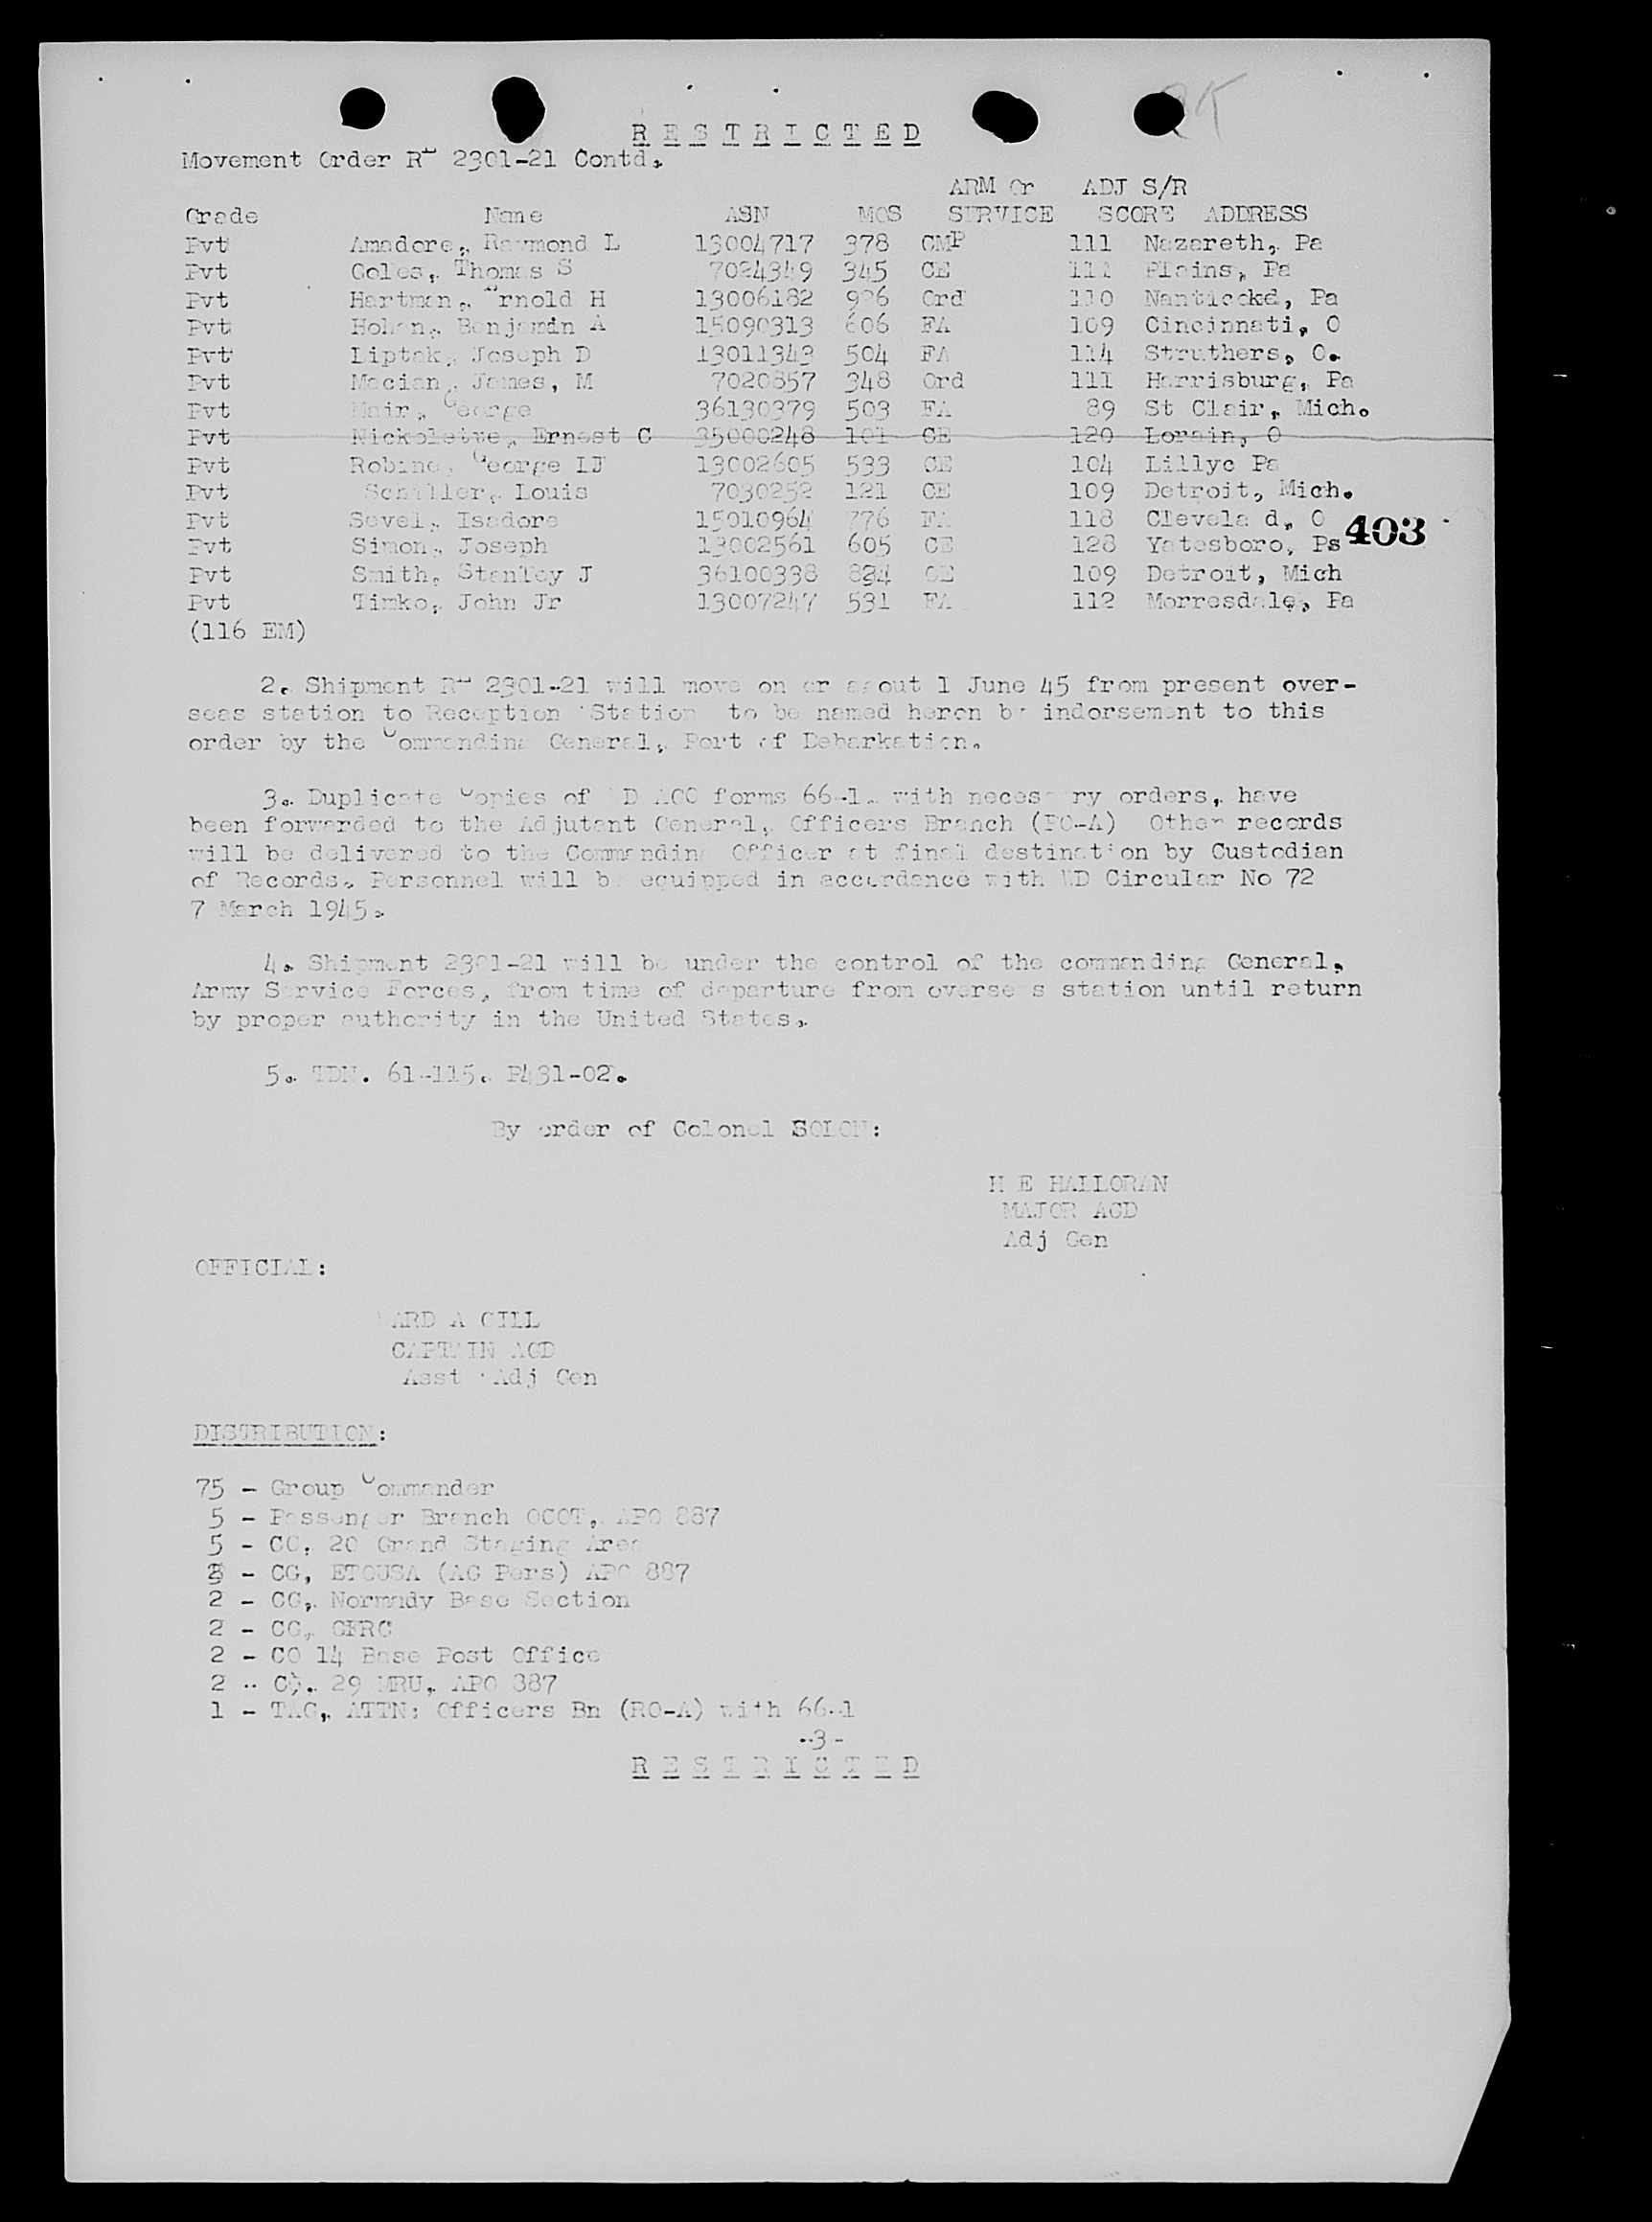 R E S T R I C T E D
Movement Order R 2301-21 Contd.
ARM Or ADJ S/R
Grade Name ASN MOS SERVICE SCORE ADDRESS
Pvt Amadore, Raymond L 13004717 378 CMP 111 Nazareth, Pa
Pvt Coles, Thomas S 7024349 345 CE 111 Plains, Pa
Pvt Hartman, Arnold H 13006182 926 Ord 110 Nanticoke, Pa
Pvt Benjamin A 15090313 606 FA 109 Cincinnati, O
Pvt Liptak, Joseph D 13011343 504 FA 114 Struthers, O.
Pvt Macian, James, M 7020857 348 Ord 111 Harrisburg, Pa
Pvt Mair, George 36130379 503 FA 89 St Clair, Mich.
Pvt Ernest C 35000248 101 CE 120 Lorain, O
Pvt George 13002605 533 CE 104 Lillyc Pa
Pvt Schiller, Louis 7030252 121 CE 109 Detroit, Mich.
Pvt Sevel, Isadore 15010964 776 FA 118 Clevela d, O
403
Pvt Simon, Joseph 13002561 605 CE 128 Yatesboro, Ps
Pvt Smith, Stanley J 36100338 824 CE 109 Detroit, Mich
Pvt Timko, John Jr 13007247 531 FA 112 Morresdale, Pa
(116 EM)
2. Shipment 2301-21 will move on or about 1 June 45 from present over-
seas station to Reception Station to be named heron by indorsement to this
order by the Commanding General, Port of Debarkation.
3. Duplicate Copies of WD AGO forms 66-1. with necessary orders, have
been forwarded to the Adjutant General, Officers Branch (RO-A) Other records
will be delivered to the Commanding Officer at final destination by Custodian
of Records. Personnel will be equipped in accordance with WD Circular No 72
7 March 1945.
4. Shipment 2301-21 will be under the control of the commanding General,
Army Service Forces, from time of departure from overseas station until return
by proper authority in the United States.
5. TDN. 61-115. P431-02.
By order of Colonel SOLON:
H E HALLORAN
MAJOR AGD
Adj Gen
OFFICIAL:
WARD A GILL
CAPTAIN AGD
Asst Adj Gen
DISTRIBUTION:
75 - Group Commander
5 - Passenger Branch OCOT, APO 887
5 - CO, 20 Grand Staging Area
- CG, ETOUSA (AG Pers) APO 887
2 - CG, Normndy Base Section
2 - CG, GFRC
2 - CO 14 Base Post Office
2 - CO, 29 MRU, APO 887
1 - TAG, ATTN: Officers Bn (RO-A) with 66-1
-3-
R E S T R I C T E D